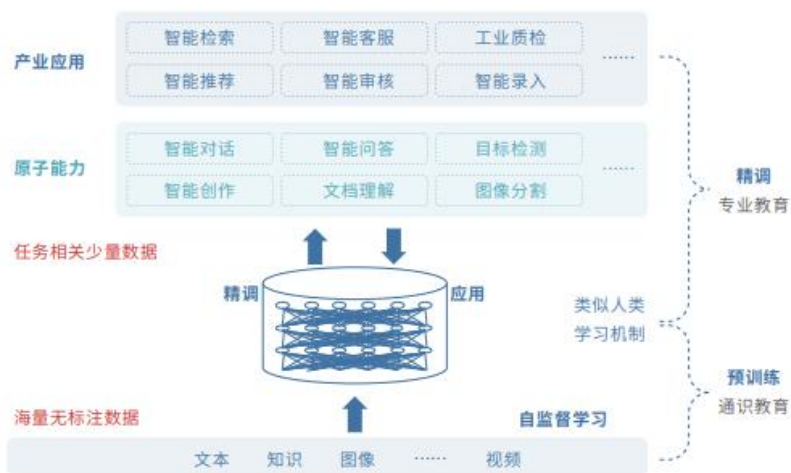 产业应用
智能检索 智能客服 工业质检
智能推荐 智能审核 智能录入
……
原子能力
智能对话 智能问答 目标检测
智能创作 文档理解 图像分割
……
精调
专业教育
任务相关少量数据
精调
应用
类似人类
学习机制
预训练
通识教育
海量无标注数据
自监督学习
文本 知识 图像 …… 视频